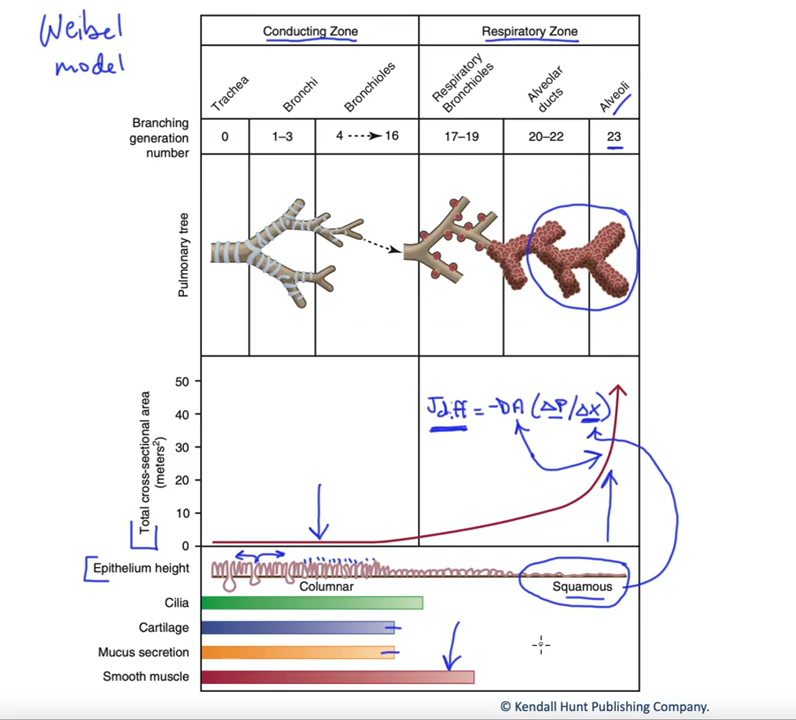 Weibel
model
Conducting Zone
Respiratory Zone
Trachea
Bronchi
Bronchioles
Respiratory
Bronchioles
Alveolar
ducts
Alveoli
Branching
generation
number
0
1–3
4 ----> 16
17–19
20–22
23
Pulmonary tree
Total cross-sectional area
(meters²)
50
40
30
20
10
0
Jdiff = -DA (ΔP/ΔX)
Epithelium height
Columnar
Squamous
Cilia
Cartilage
Mucus secretion
Smooth muscle
© Kendall Hunt Publishing Company.